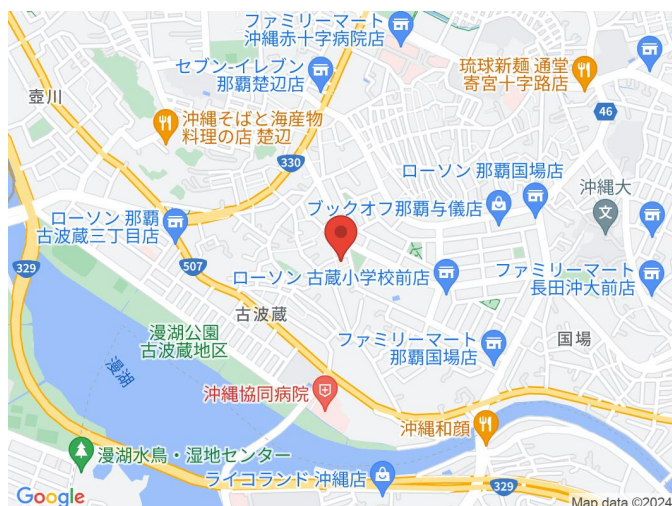 ファミリーマート
沖縄赤十字病院店
セブン-イレブン
那覇楚辺店
琉球新麺 通堂
寄宮十字路店
壺川
沖縄そばと海産物
料理の店 楚辺
46
330
ローソン 那覇国場店
沖縄大
ブックオフ那覇与儀店
ローソン 那覇
古波蔵三丁目店
329
507
ローソン 古蔵小学校前店
ファミリーマート
長田沖大前店
古波蔵
漫湖公園
古波蔵地区
ファミリーマート
那覇国場店
国場
漫湖
沖縄協同病院
沖縄和顔
漫湖水鳥・湿地センター
ライコランド 沖縄店
329
Google
Map data ©2024